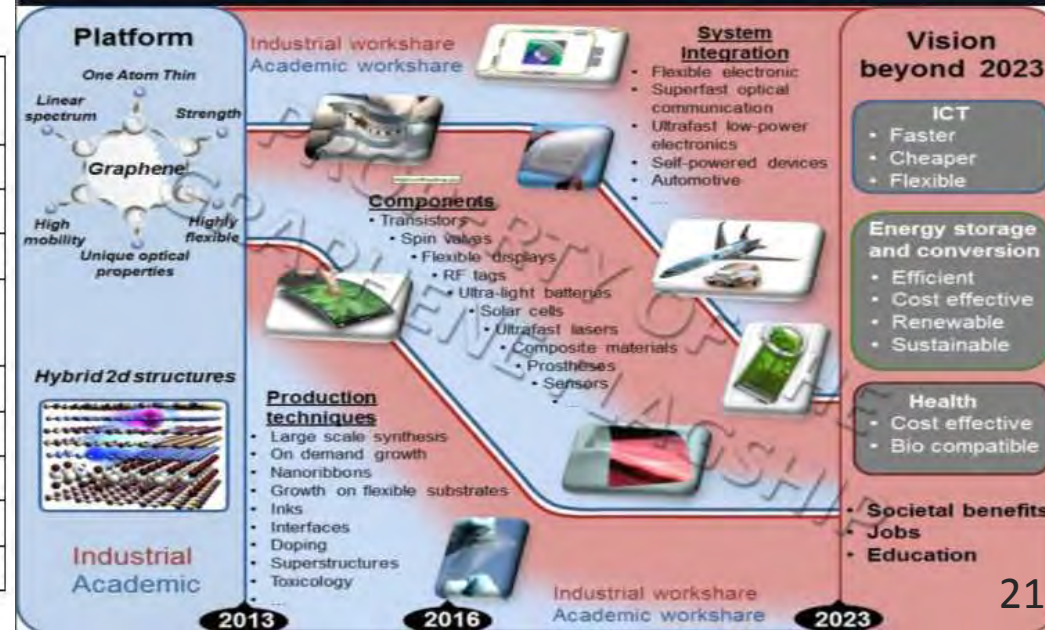 Platform
One Atom Thin
Linear
spectrum
Strength
Graphene
High
mobility
Highly
flexible
Unique optical
properties
Hybrid 2d structures
Industrial
Academic
Industrial workshare
Academic workshare
Components
• Transistors
• Spin valves
• Flexible displays
• RF tags
• Ultra-light batteries
• Solar cells
• Ultrafast lasers
• Composite materials
• Prostheses
• Sensors
• ...
Production
techniques
• Large scale synthesis
• On demand growth
• Nanoribbons
• Growth on flexible substrates
• Inks
• Interfaces
• Doping
• Superstructures
• Toxicology
• ...
System
Integration
• Flexible electronic
• Superfast optical
communication
• Ultrafast low-power
electronics
• Self-powered devices
• Automotive
• ....
Industrial workshare
Academic workshare
Vision
beyond 2023
ICT
• Faster
• Cheaper
• Flexible
Energy storage
and conversion
• Efficient
• Cost effective
• Renewable
• Sustainable
Health
• Cost effective
• Bio compatible
• Societal benefits
• Jobs
• Education
2013
2016
2023
21
PROPERTY OF THE
GRAPHENE FLAGSHIP